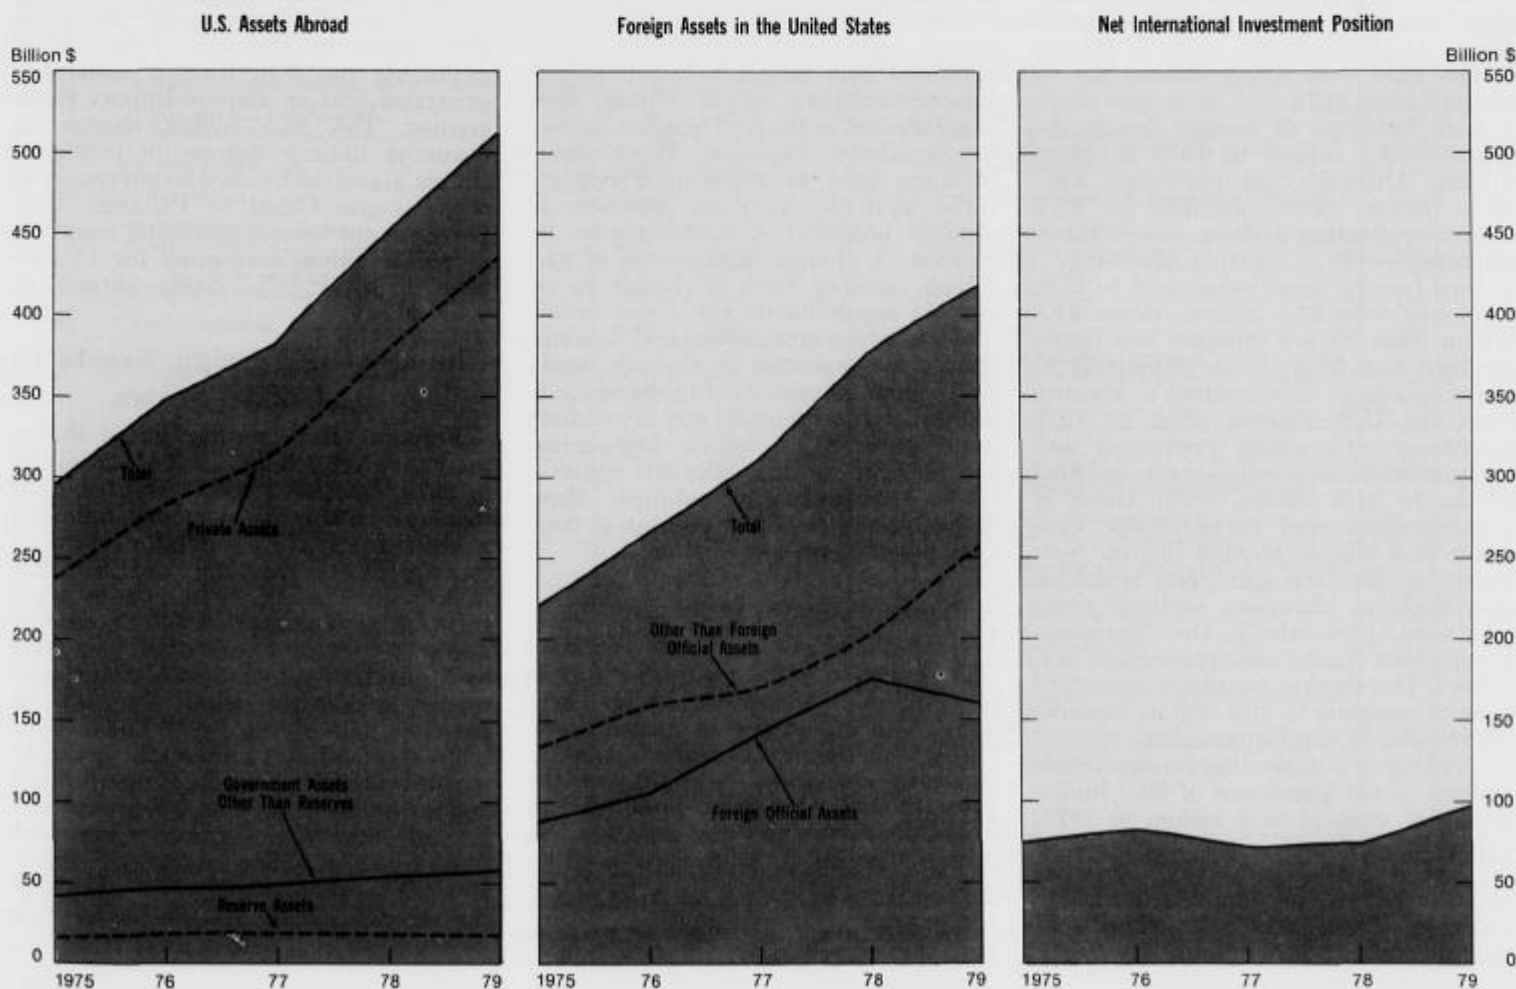 U.S. Assets Abroad
Foreign Assets in the United States
Net International Investment Position
Billion $
Billion $
550
500
450
400
350
300
250
200
150
100
50
0
Total
Private Assets
Government Assets
Other Than Reserves
Reserve Assets
1975 76 77 78 79
Total
Other Than Foreign
Official Assets
Foreign Official Assets
1975 76 77 78 79
550
500
450
400
350
300
250
200
150
100
50
0
1975 76 77 78 79